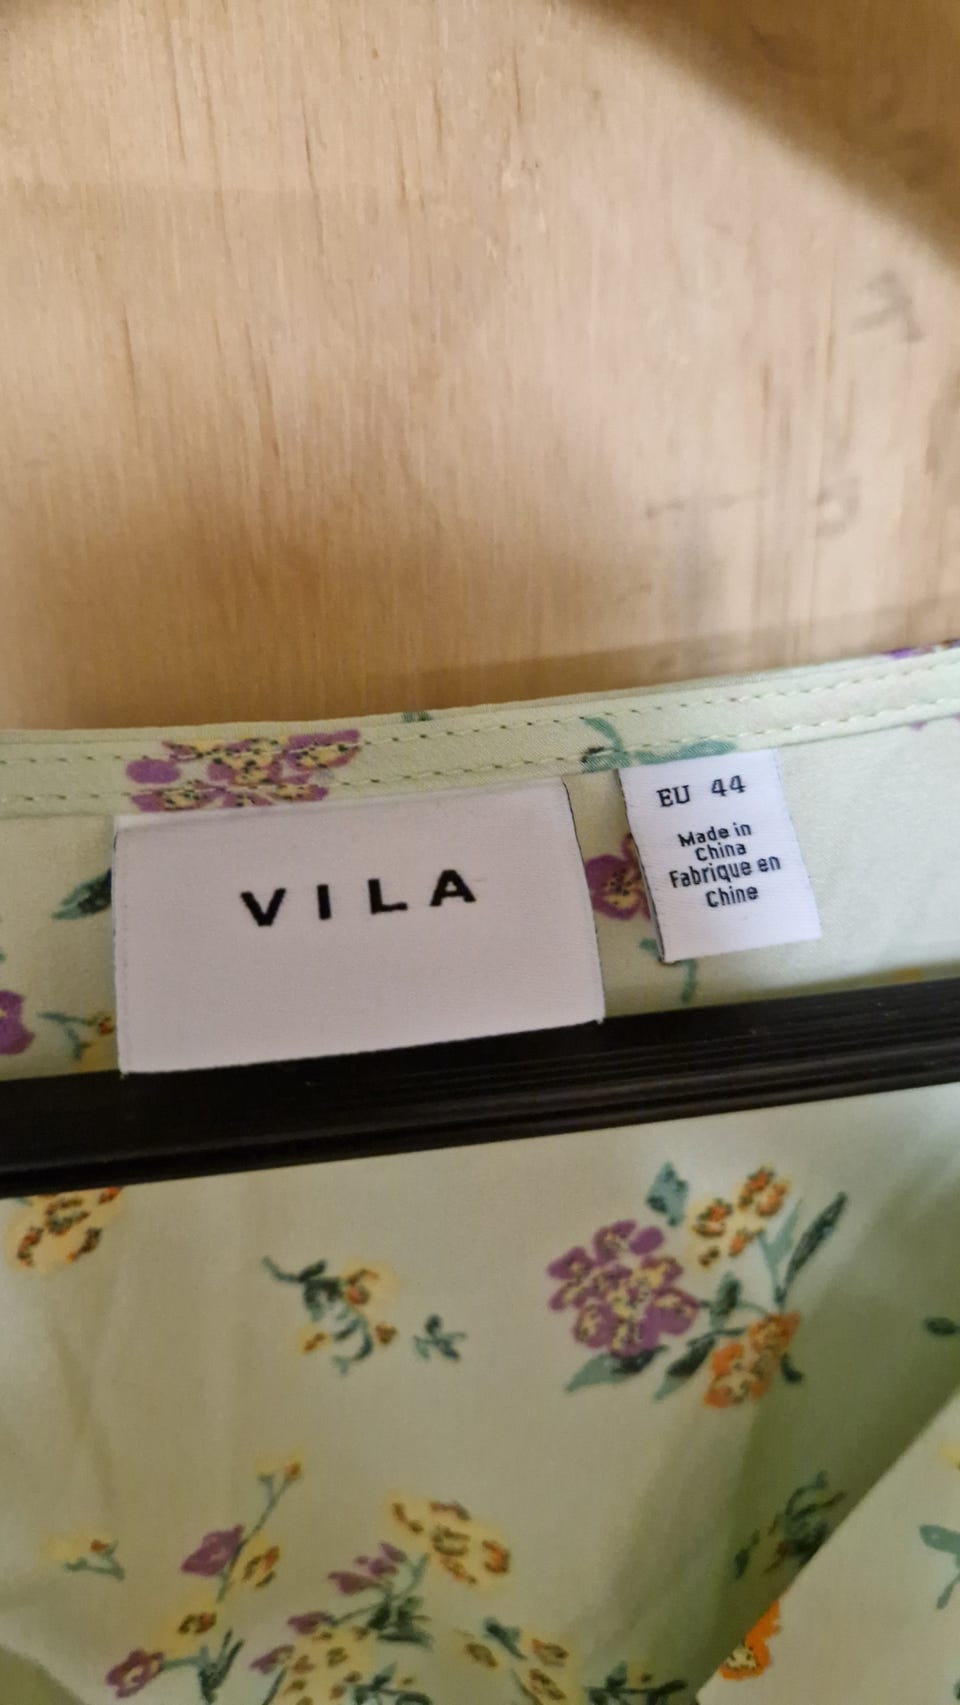 VILA
EU 44
Made in
China
Fabrique en
Chine